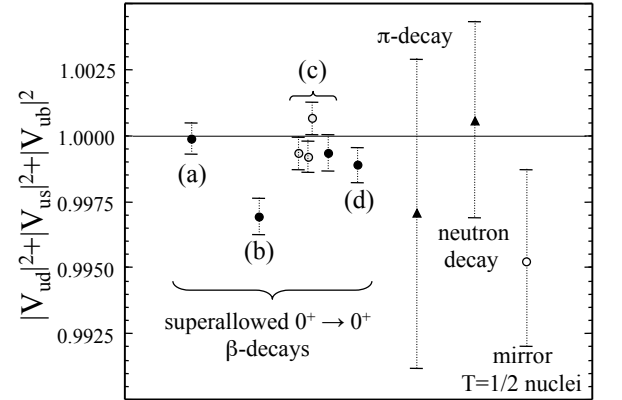 |V_ud|²+|V_us|²+|V_ub|²
1.0025
1.0000
0.9975
0.9950
0.9925
π-decay
(c)
(a)
(d)
(b)
neutron
decay
superallowed 0⁺ → 0⁺
β-decays
mirror
T=1/2 nuclei